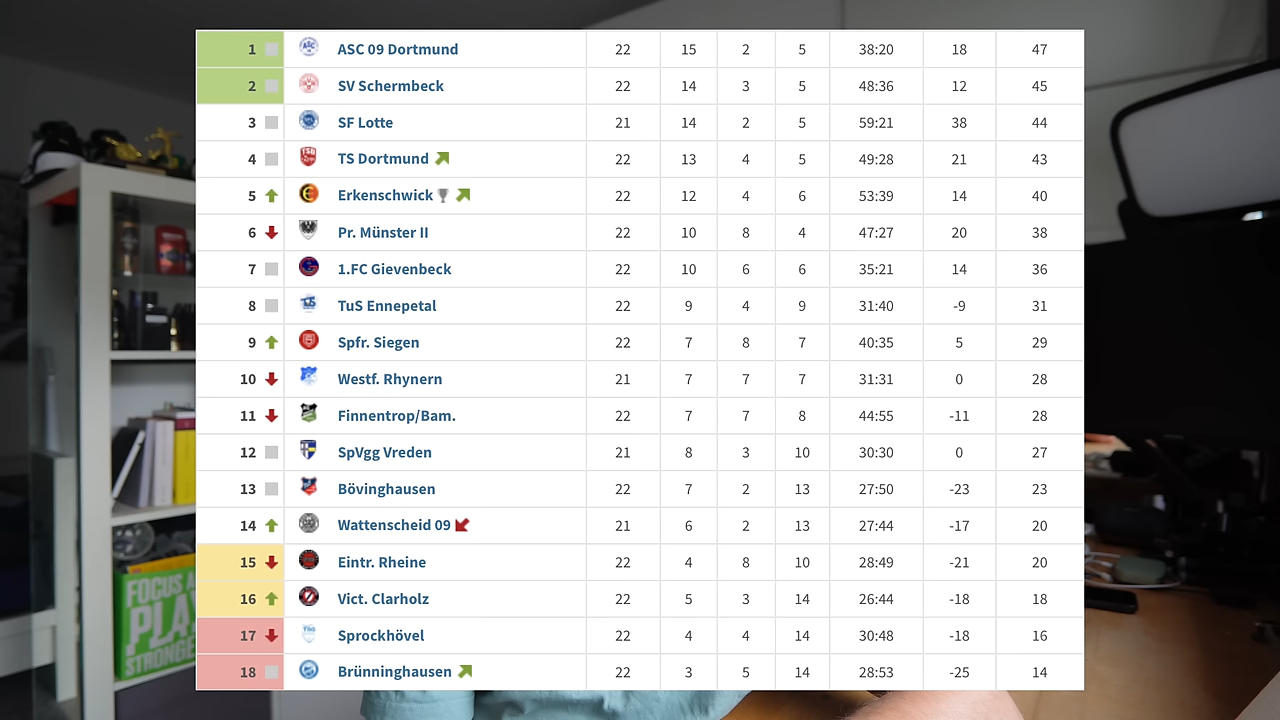 1 ASC 09 Dortmund 22 15 2 5 38:20 18 47
2 SV Schermbeck 22 14 3 5 48:36 12 45
3 SF Lotte 21 14 2 5 59:21 38 44
4 TS Dortmund 22 13 4 5 49:28 21 43
5 Erkenschwick 22 12 4 6 53:39 14 40
6 Pr. Münster II 22 10 8 4 47:27 20 38
7 1.FC Gievenbeck 22 10 6 6 35:21 14 36
8 TuS Ennepetal 22 9 4 9 31:40 -9 31
9 Spfr. Siegen 22 7 8 7 40:35 5 29
10 Westf. Rhynern 21 7 7 7 31:31 0 28
11 Finnentrop/Bam. 22 7 7 8 44:55 -11 28
12 SpVgg Vreden 21 8 3 10 30:30 0 27
13 Bövinghausen 22 7 2 13 27:50 -23 23
14 Wattenscheid 09 21 6 2 13 27:44 -17 20
15 Eintr. Rheine 22 4 8 10 28:49 -21 20
16 Vict. Clarholz 22 5 3 14 26:44 -18 18
17 Sprockhövel 22 4 4 14 30:48 -18 16
18 Brünninghausen 22 3 5 14 28:53 -25 14
FOCUS
PLAY
STRONGE